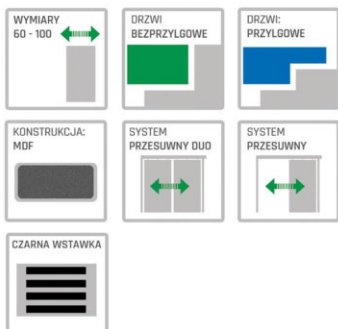 WYMIARY
60 - 100
DRZWI
BEZPRZYLGOWE
DRZWI:
PRZYLGOWE
KONSTRUKCJA:
MDF
SYSTEM
PRZESUWNY DUO
SYSTEM
PRZESUWNY
CZARNA WSTAWKA